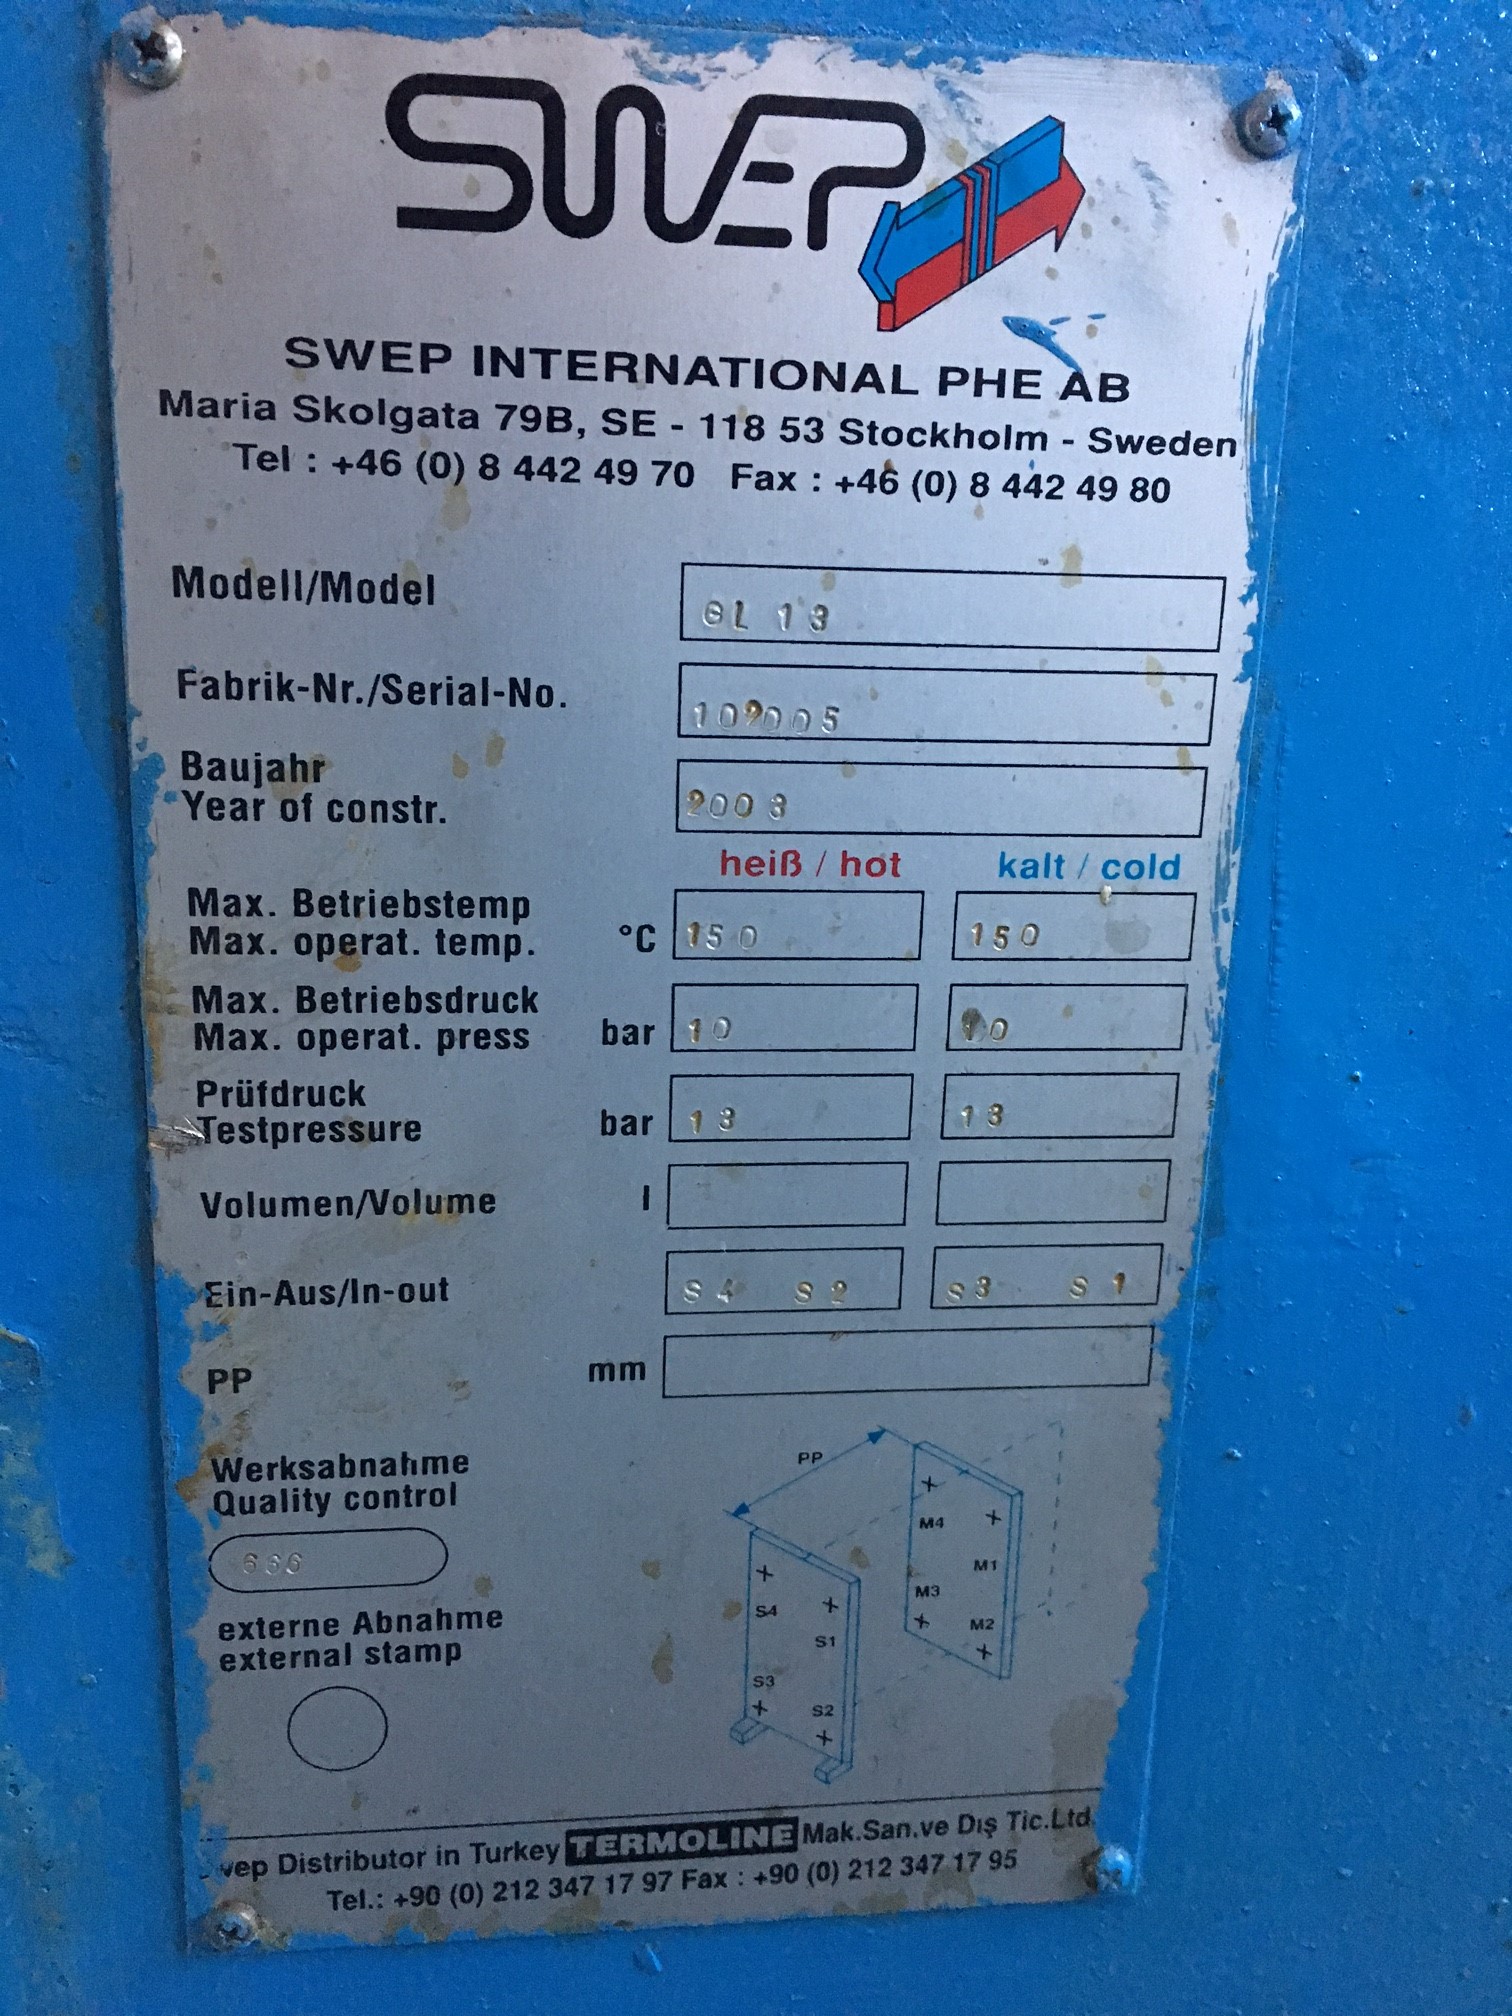 SWEP
SWEP INTERNATIONAL PHE AB
Maria Skolgata 79B, SE - 118 53 Stockholm - Sweden
Tel : +46 (0) 8 442 49 70 Fax : +46 (0) 8 442 49 80
Modell/Model GL 13
Fabrik-Nr./Serial-No. 109005
Baujahr
Year of constr. 2003
heiß / hot kalt / cold
Max. Betriebstemp
Max. operat. temp. °C 150 150
Max. Betriebsdruck
Max. operat. press bar 10 10
Prüfdruck
Testpressure bar 13 13
Volumen/Volume l
Ein-Aus/In-out S4 S2 S3 S1
PP mm
Werksabnahme
Quality control
666
externe Abnahme
external stamp
PP
M4
M1
M3
M2
S4
S1
S3
S2
wep Distributor in Turkey TERMOLINE Mak.San.ve Dış Tic.Ltd.
Tel.: +90 (0) 212 347 17 97 Fax : +90 (0) 212 347 17 95